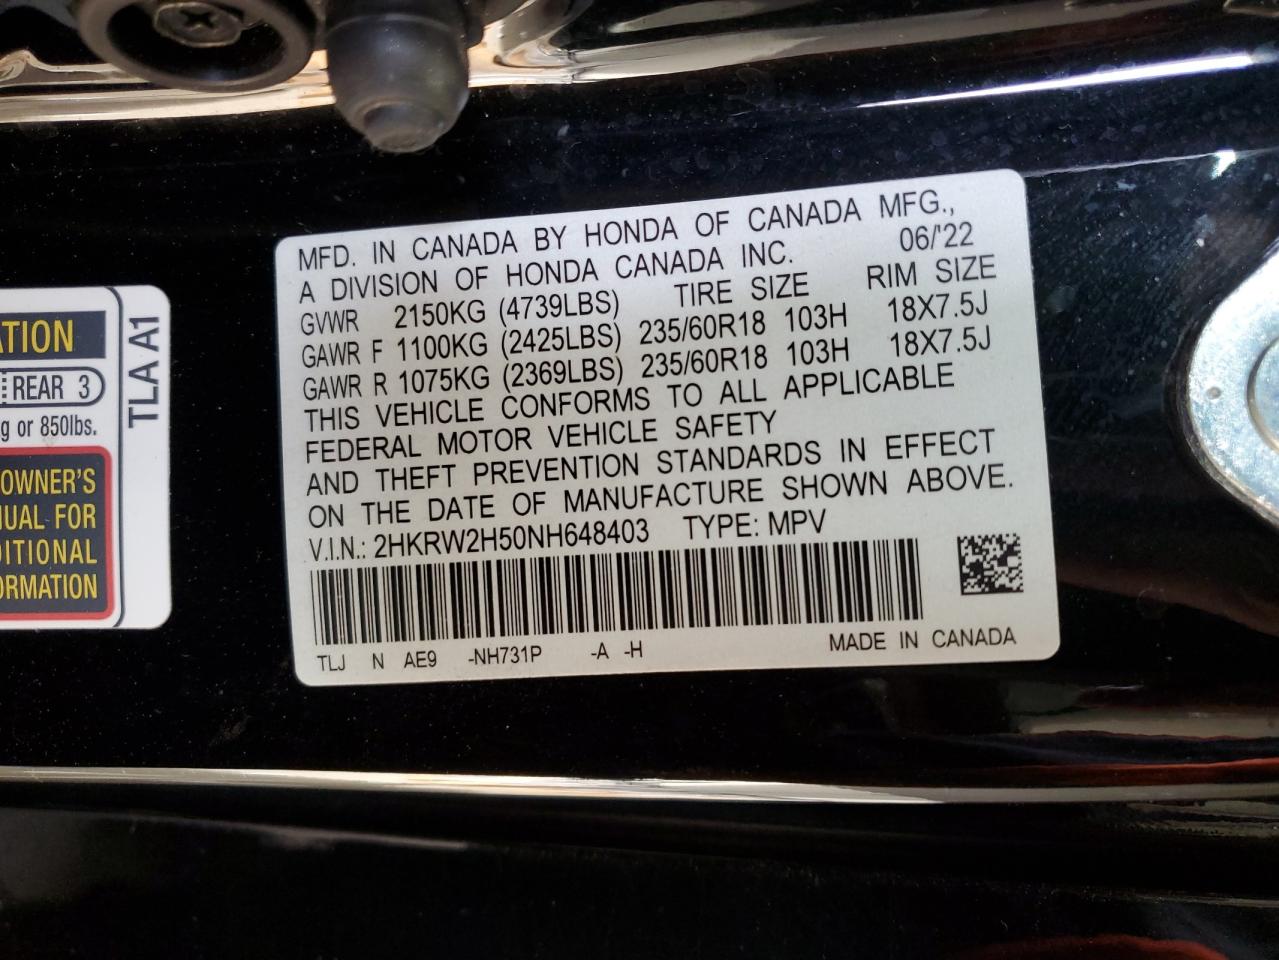 MFD. IN CANADA BY HONDA OF CANADA MFG.,
A DIVISION OF HONDA CANADA INC. 06/'22
GVWR 2150KG (4739LBS) TIRE SIZE RIM SIZE
GAWR F 1100KG (2425LBS) 235/60R18 103H 18X7.5J
GAWR R 1075KG (2369LBS) 235/60R18 103H 18X7.5J
THIS VEHICLE CONFORMS TO ALL APPLICABLE
FEDERAL MOTOR VEHICLE SAFETY
AND THEFT PREVENTION STANDARDS IN EFFECT
ON THE DATE OF MANUFACTURE SHOWN ABOVE.
V.I.N.: 2HKRW2H50NH648403 TYPE: MPV
TLJ N AE9 -NH731P -A -H MADE IN CANADA
ATION
REAR 3
g or 850lbs.
OWNER'S
UAL FOR
ITIONAL
ORMATION
TLA A1